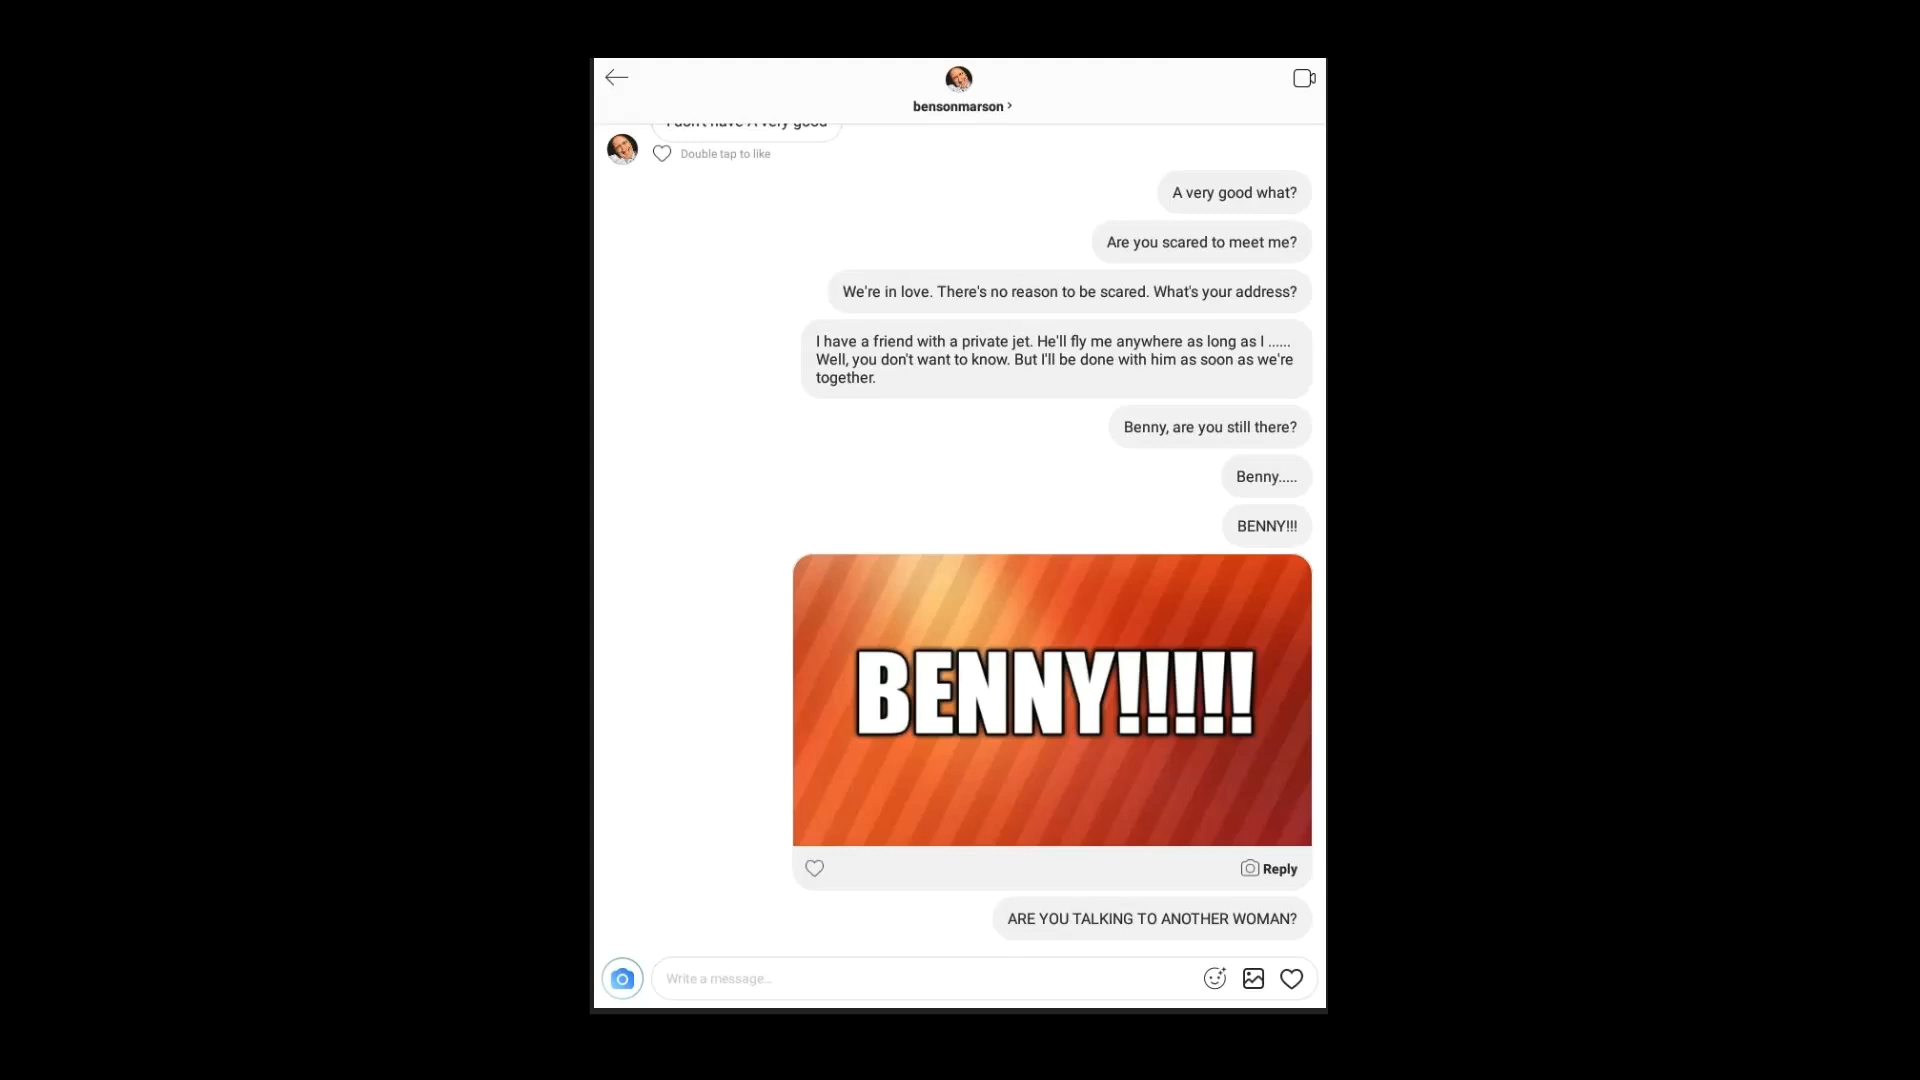 bensonmarson
I don't have A very good
Double tap to like
A very good what?
Are you scared to meet me?
We're in love. There's no reason to be scared. What's your address?
I have a friend with a private jet. He'll fly me anywhere as long as I ......
Well, you don't want to know. But I'll be done with him as soon as we're
together.
Benny, are you still there?
Benny.....
BENNY!!!
BENNY!!!!!
Reply
ARE YOU TALKING TO ANOTHER WOMAN?
Write a message...